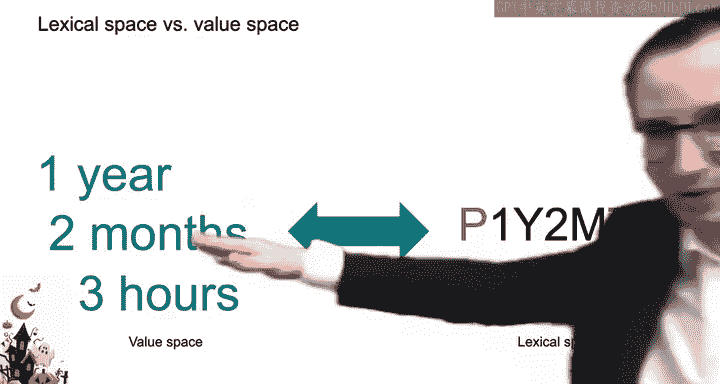 Lexical space vs. value space
1 year
2 months
3 hours
P1Y2M
Value space
Lexical